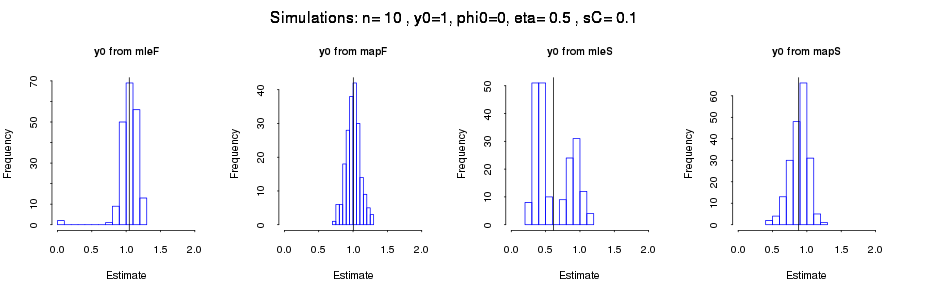 Simulations: n= 10 , y0=1, phi0=0, eta= 0.5 , sC= 0.1
y0 from mleF
y0 from mapF
y0 from mleS
y0 from mapS
Frequency
0 10 30 50 70
0.0 0.5 1.0 1.5 2.0
Estimate
Frequency
0 10 20 30 40
0.0 0.5 1.0 1.5 2.0
Estimate
Frequency
0 10 20 30 40 50
0.0 0.5 1.0 1.5 2.0
Estimate
Frequency
0 10 20 30 40 50 60
0.0 0.5 1.0 1.5 2.0
Estimate